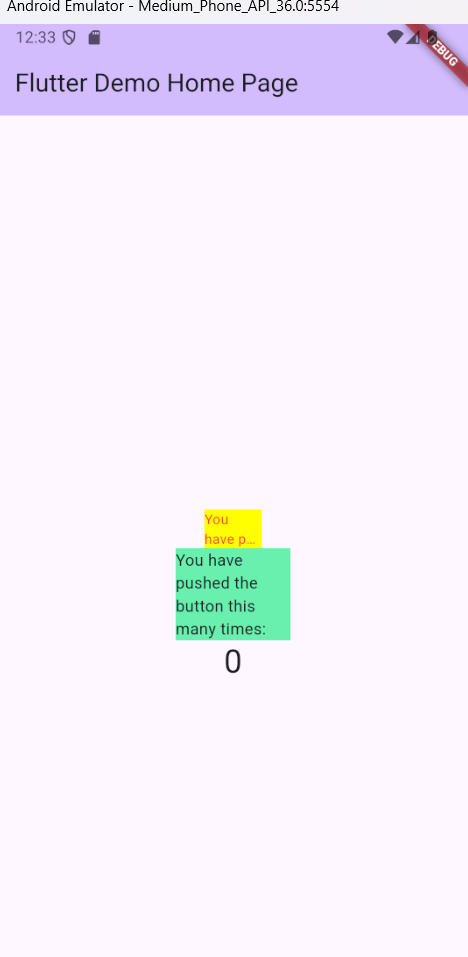 Android Emulator - Medium_Phone_API_36.0:5554
12:33
DEBUG
Flutter Demo Home Page
You
have p...
You have
pushed the
button this
many times:
0